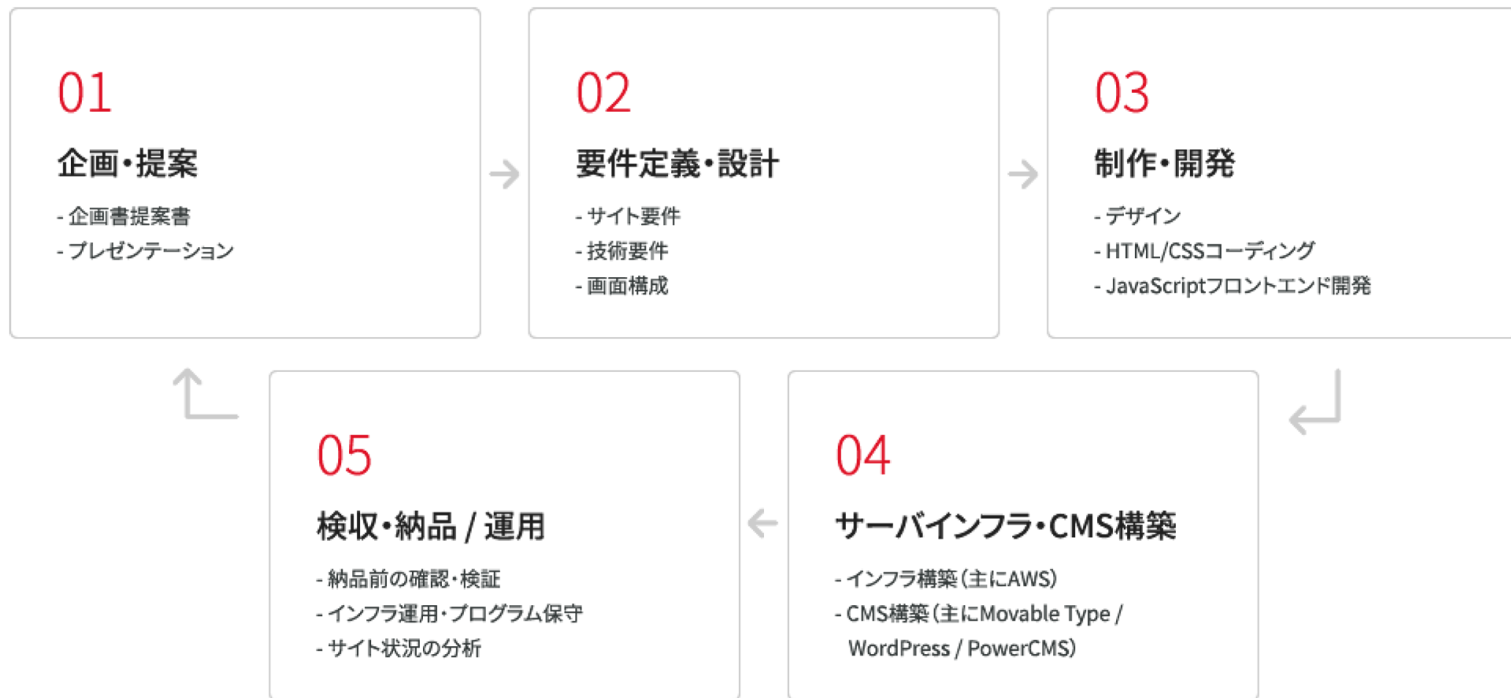 01
企画・提案
- 企画書提案書
- プレゼンテーション
02
要件定義・設計
- サイト要件
- 技術要件
- 画面構成
03
制作・開発
- デザイン
- HTML/CSSコーディング
- JavaScriptフロントエンド開発
04
サーバインフラ・CMS構築
- インフラ構築（主にAWS）
- CMS構築（主にMovable Type /
WordPress / PowerCMS）
05
検収・納品 / 運用
- 納品前の確認・検証
- インフラ運用・プログラム保守
- サイト状況の分析